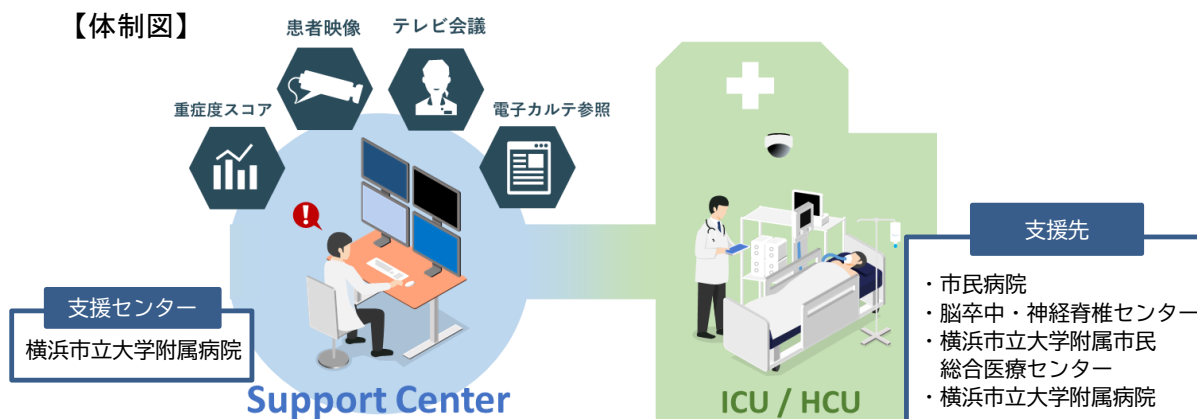 【体制図】
患者映像
テレビ会議
重症度スコア
電子カルテ参照
!
支援センター
横浜市立大学附属病院
Support Center
ICU / HCU
支援先
・市民病院
・脳卒中・神経脊椎センター
・横浜市立大学附属市民
総合医療センター
・横浜市立大学附属病院